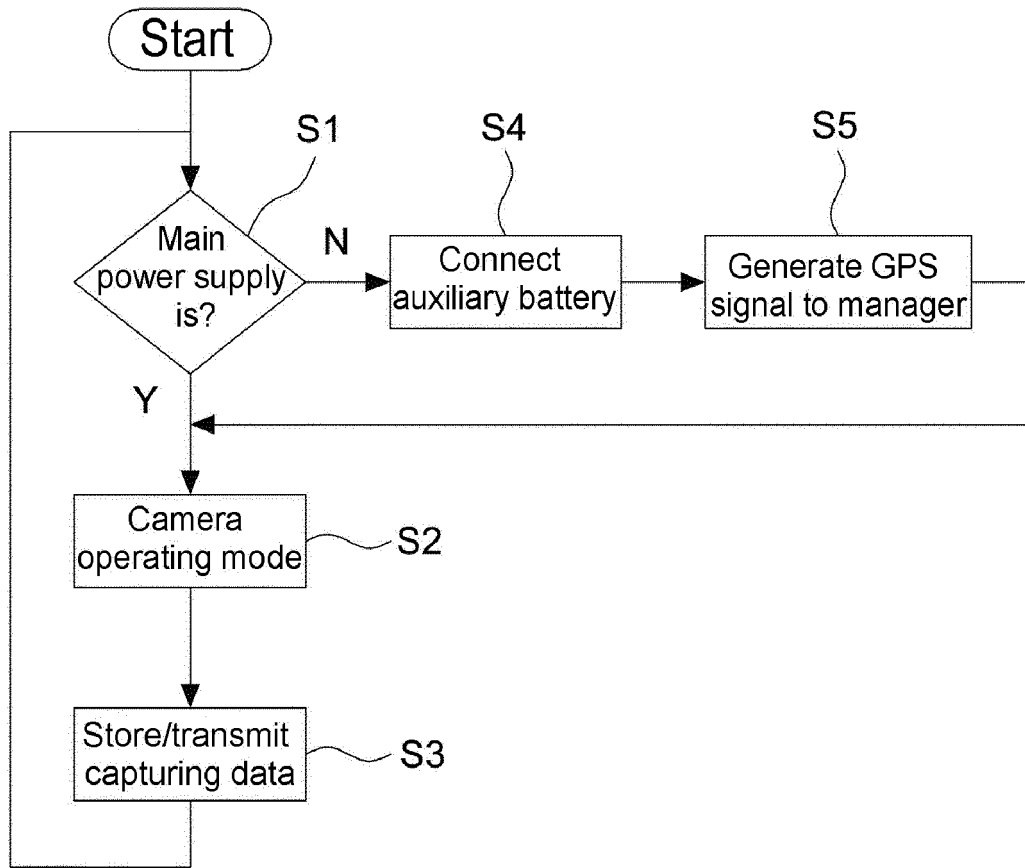 Start
S1
S4
S5
Main
power supply
is?
N
Connect
auxiliary battery
Generate GPS
signal to manager
Y
Camera
operating mode
S2
Store/transmit
capturing data
S3